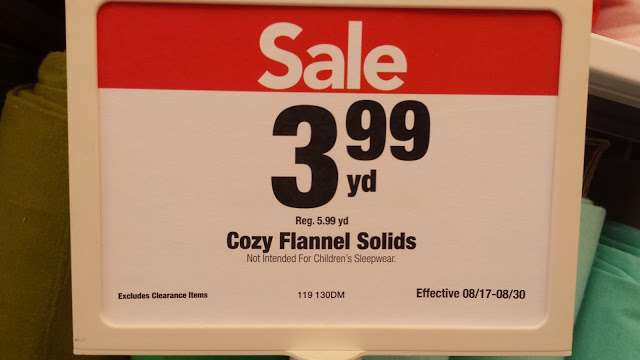 Sale
3 99
yd
Reg. 5.99 yd
Cozy Flannel Solids
Not Intended For Children's Sleepwear.
Excludes Clearance Items 119 130DM Effective 08/17-08/30